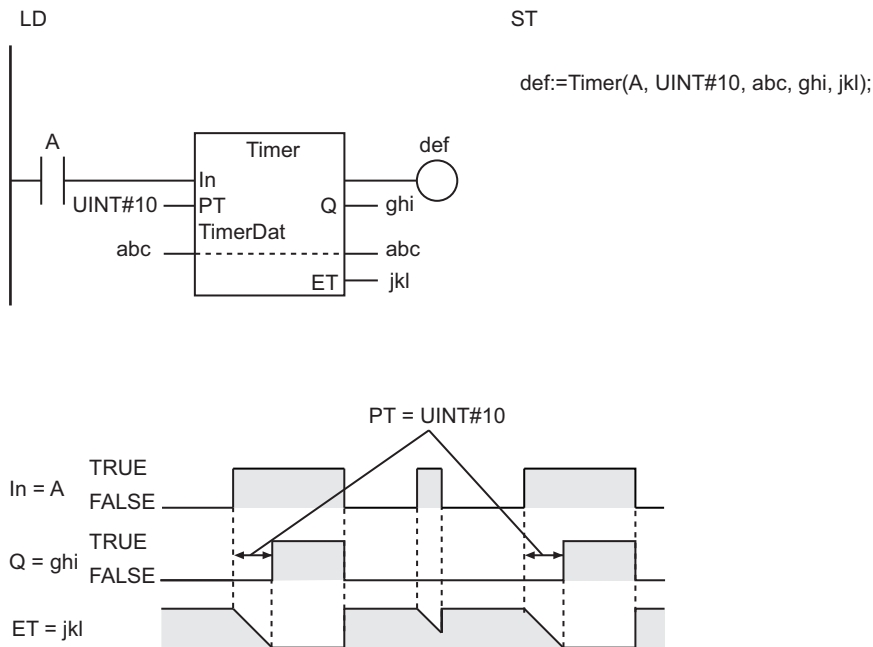 LD
ST
def:=Timer(A, UINT#10, abc, ghi, jkl);
A
Timer
def
In
UINT#10
PT
Q
ghi
TimerDat
abc
abc
ET
jkl
PT = UINT#10
In = A
TRUE
FALSE
Q = ghi
TRUE
FALSE
ET = jkl